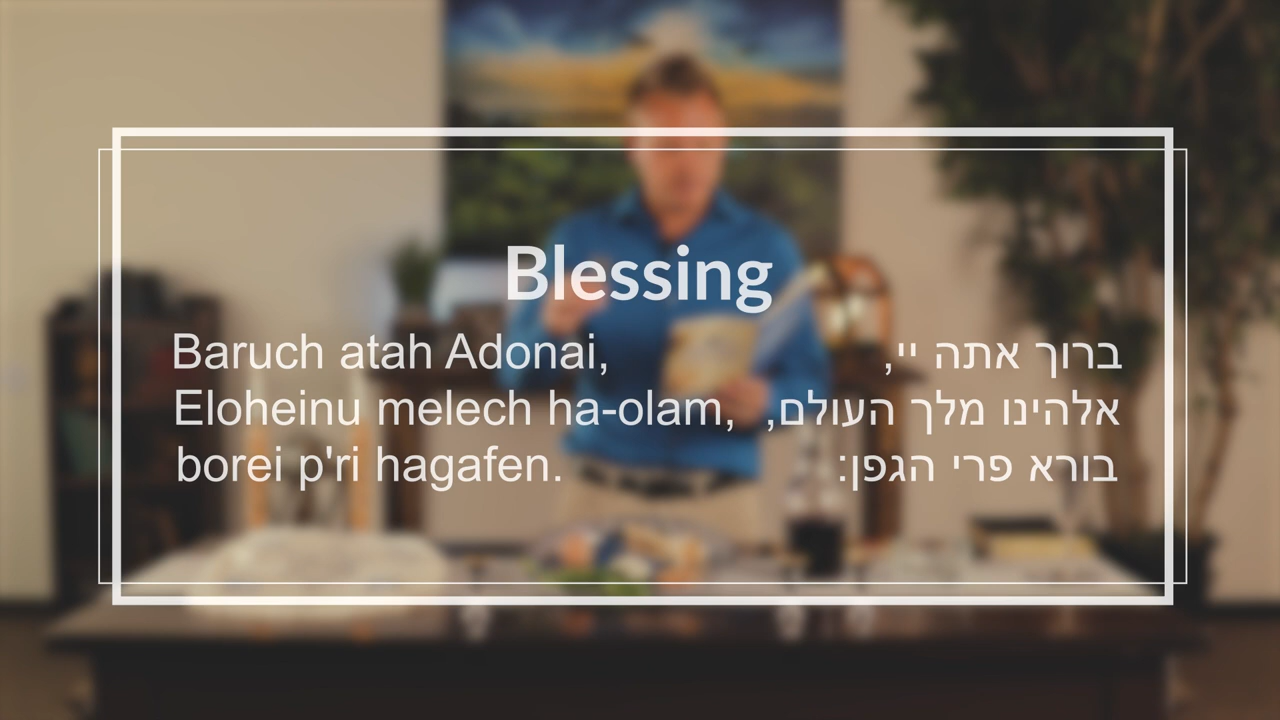 Blessing
Baruch atah Adonai, ברוך אתה יי,
Eloheinu melech ha-olam, אלהינו מלך העולם,
borei p'ri hagafen. בורא פרי הגפן: